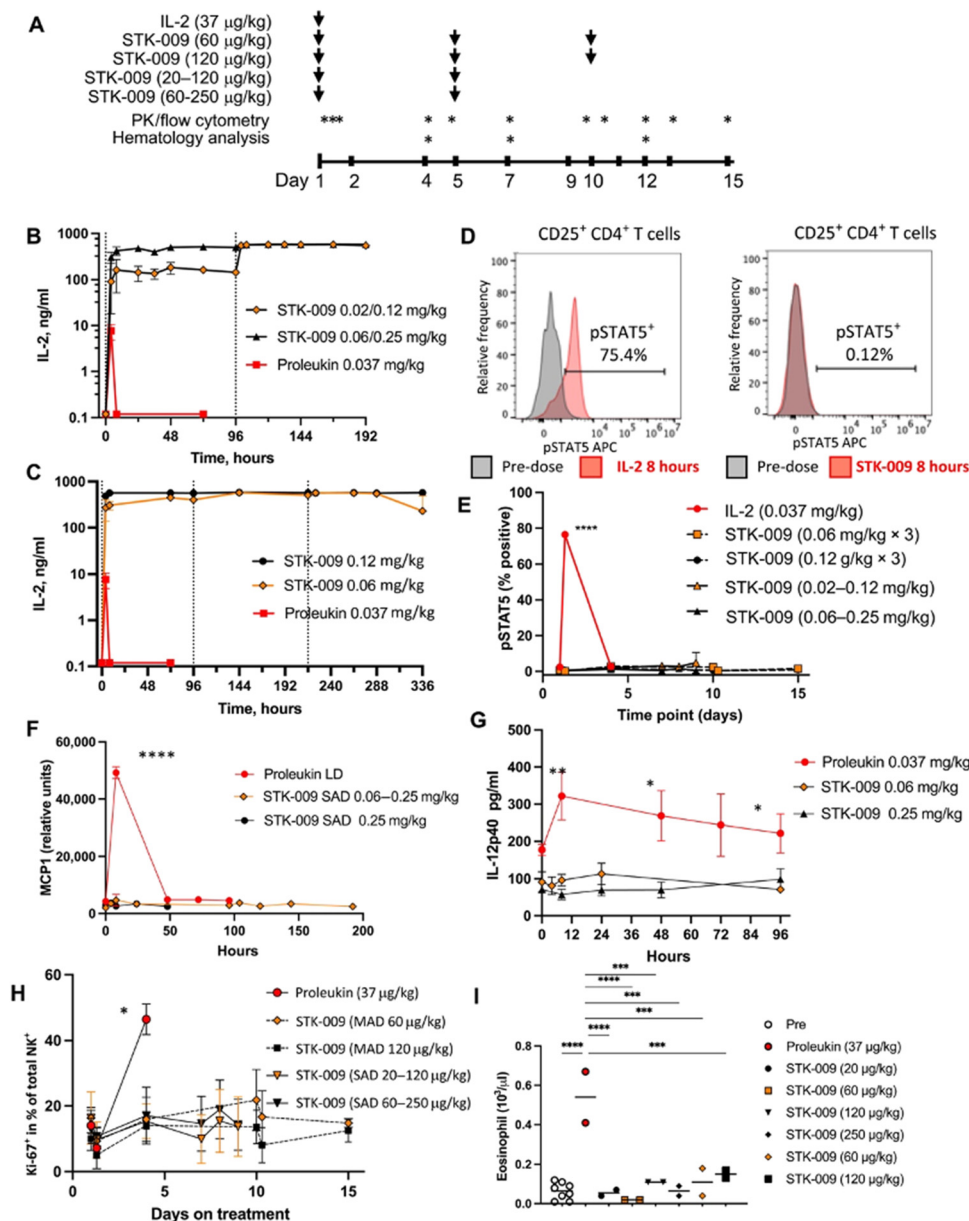 A
IL-2 (37 µg/kg)
STK-009 (60 µg/kg)
STK-009 (120 µg/kg)
STK-009 (20–120 µg/kg)
STK-009 (60-250 µg/kg)
PK/flow cytometry *** * * * * * * * *
Hematology analysis * * *
Day 1 2 4 5 7 9 10 12 15
B
IL-2, ng/ml
1000
100
10
1
0.1
0 48 96 144 192
Time, hours
STK-009 0.02/0.12 mg/kg
STK-009 0.06/0.25 mg/kg
Proleukin 0.037 mg/kg
C
IL-2, ng/ml
1000
100
10
1
0.1
0 48 96 144 192 240 288 336
Time, hours
STK-009 0.12 mg/kg
STK-009 0.06 mg/kg
Proleukin 0.037 mg/kg
D
CD25+ CD4+ T cells
Relative frequency
100
80
60
40
20
0
pSTAT5+
75.4%
0 10⁴ 10⁵ 10⁶ 10⁷
pSTAT5 APC
Pre-dose IL-2 8 hours
CD25+ CD4+ T cells
Relative frequency
100
80
60
40
20
0
pSTAT5+
0.12%
0 10⁴ 10⁵ 10⁶ 10⁷
pSTAT5 APC
Pre-dose STK-009 8 hours
E
pSTAT5 (% positive)
100
80
60
40
20
0
0 5 10 15
Time point (days)
****
IL-2 (0.037 mg/kg)
STK-009 (0.06 mg/kg × 3)
STK-009 (0.12 g/kg × 3)
STK-009 (0.02–0.12 mg/kg)
STK-009 (0.06–0.25 mg/kg)
F
MCP1 (relative units)
60,000
40,000
20,000
0
0 50 100 150 200
Hours
****
Proleukin LD
STK-009 SAD 0.06–0.25 mg/kg
STK-009 SAD 0.25 mg/kg
G
IL-12p40 pg/ml
500
400
300
200
100
0
0 12 24 36 48 60 72 84 96
Hours
** * *
Proleukin 0.037 mg/kg
STK-009 0.06 mg/kg
STK-009 0.25 mg/kg
H
Ki-67+ in % of total NK+
60
40
20
0
0 5 10 15
Days on treatment
*
Proleukin (37 µg/kg)
STK-009 (MAD 60 µg/kg)
STK-009 (MAD 120 µg/kg)
STK-009 (SAD 20–120 µg/kg)
STK-009 (SAD 60–250 µg/kg)
I
Eosinophil (10³/µl)
0.8
0.6
0.4
0.2
0.0
***
****
***
***
**** **** ***
Pre
Proleukin (37 µg/kg)
STK-009 (20 µg/kg)
STK-009 (60 µg/kg)
STK-009 (120 µg/kg)
STK-009 (250 µg/kg)
STK-009 (60 µg/kg)
STK-009 (120 µg/kg)